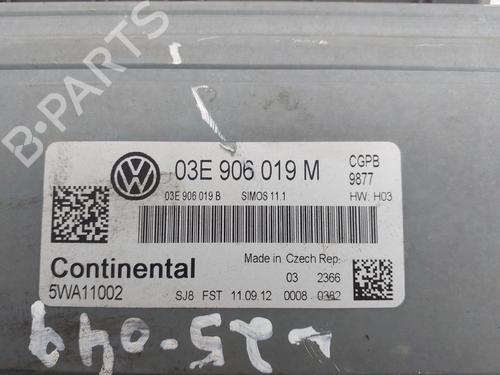 B-PARTS
03E 906 019 M
CGPB
9877
03E 906 019 B SIMOS 11.1
HW: H03
Made in Czech Rep.
Continental
03 2366
5WA11002
SJ8 FST 11.09.12 0008 0382